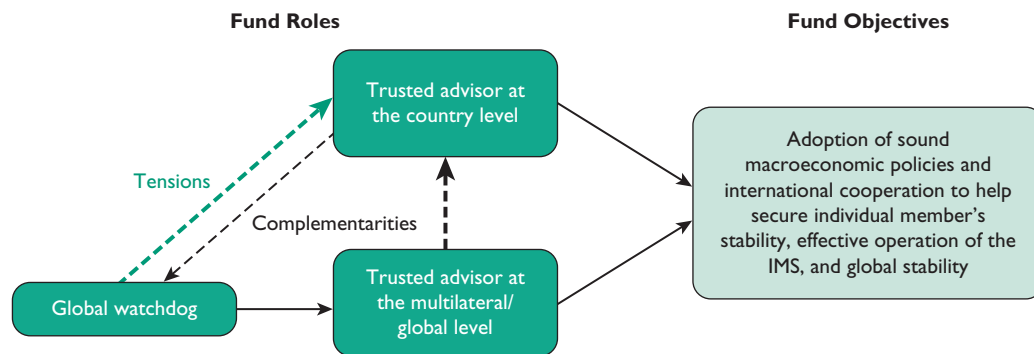 Fund Roles
Fund Objectives
Trusted advisor at
the country level
Tensions
Complementarities
Global watchdog
Trusted advisor at
the multilateral/
global level
Adoption of sound
macroeconomic policies and
international cooperation to help
secure individual member’s
stability, effective operation of the
IMS, and global stability